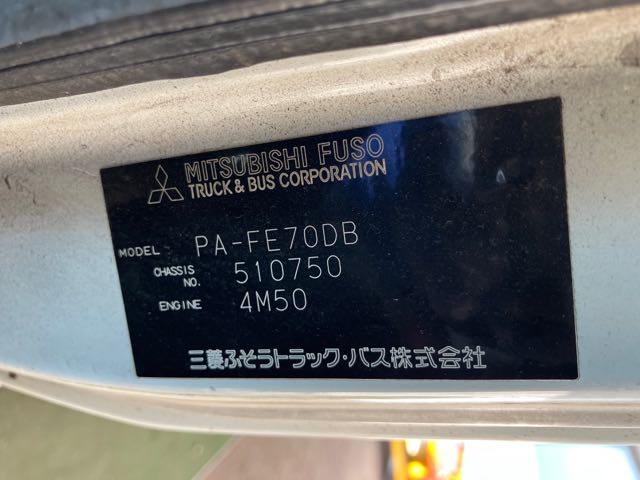 MITSUBISHI FUSO
TRUCK & BUS CORPORATION
MODEL PA-FE70DB
CHASSIS NO. 510750
ENGINE 4M50
三菱ふそうトラック・バス株式会社